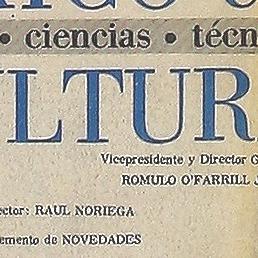 • ciencias • técn
LTUR
Vicepresidente y Director G
ROMULO O'FARRILL J
ector: RAUL NORIEGA
emento de NOVEDADES